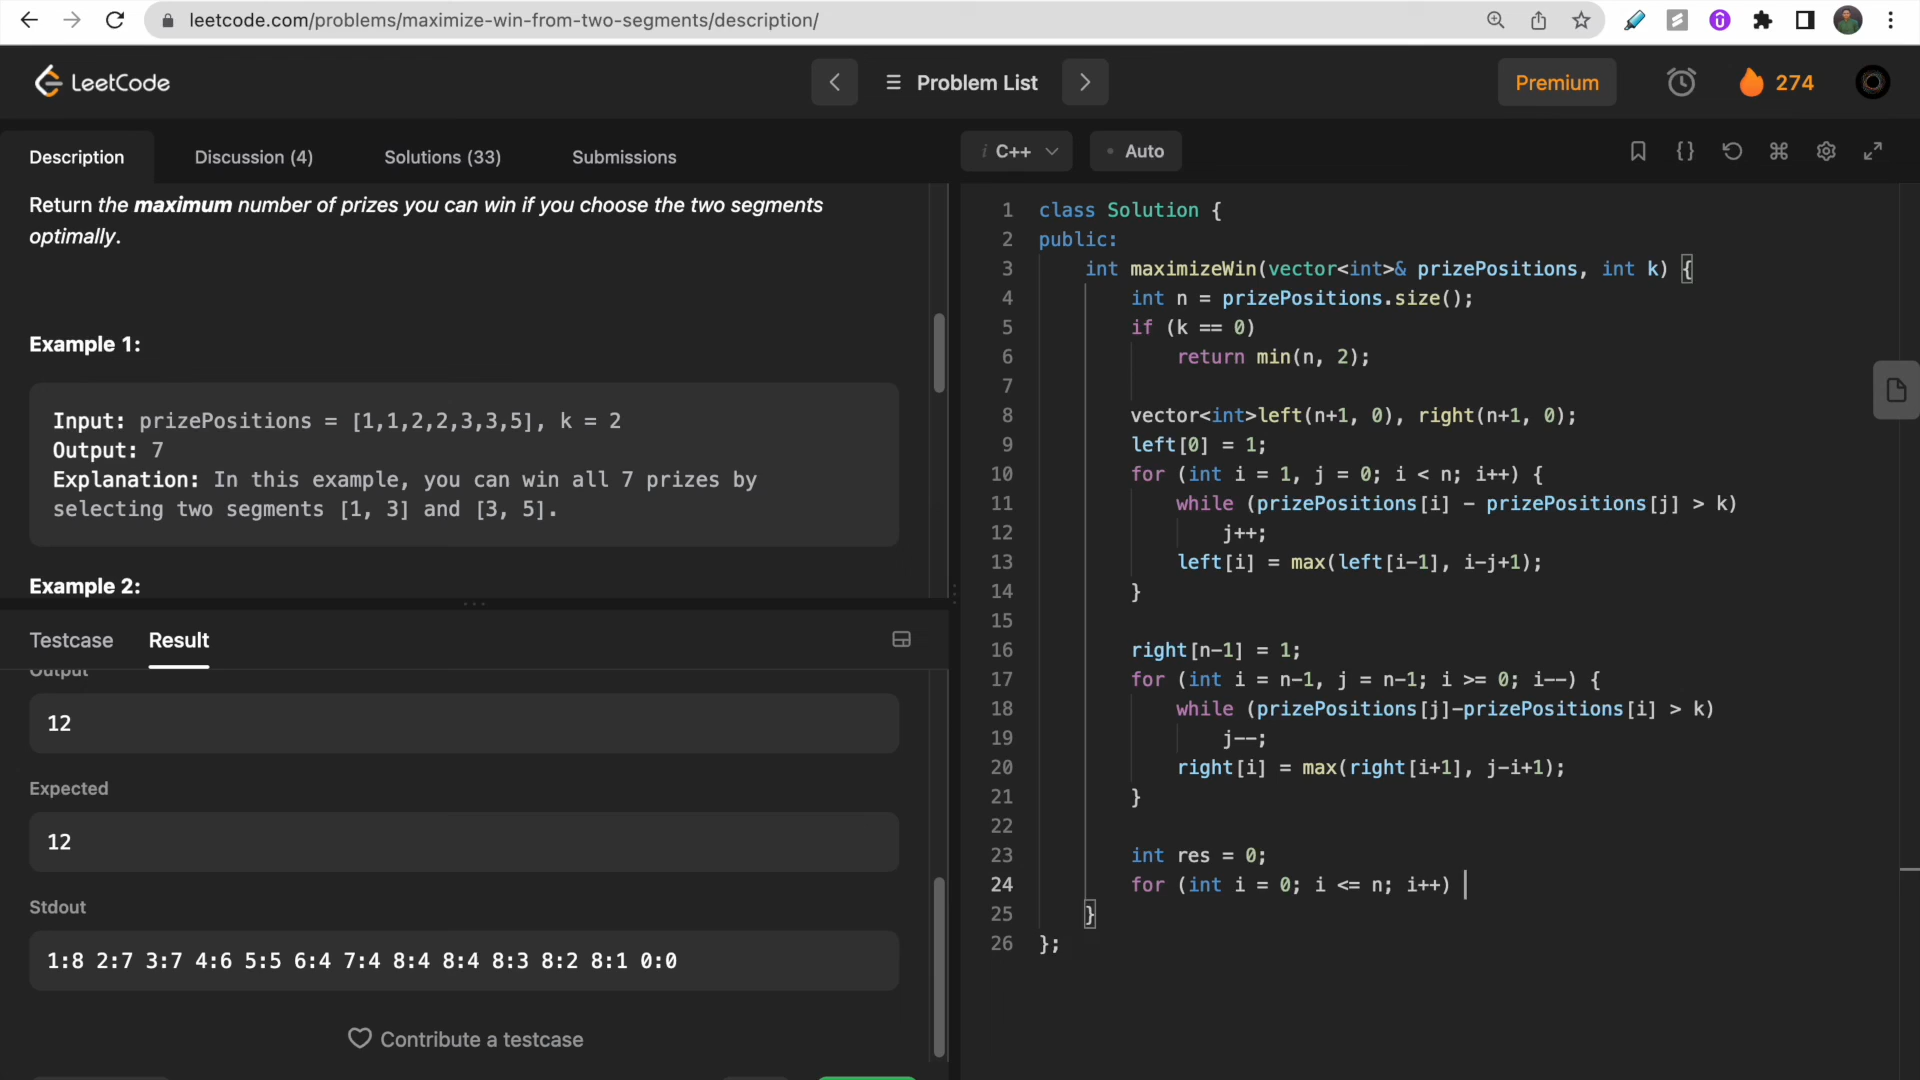 leetcode.com/problems/maximize-win-from-two-segments/description/
LeetCode
Problem List
Premium
274
Description
Discussion (4)
Solutions (33)
Submissions
i C++
• Auto
Return the maximum number of prizes you can win if you choose the two segments
optimally.
Example 1:
Input: prizePositions = [1,1,2,2,3,3,5], k = 2
Output: 7
Explanation: In this example, you can win all 7 prizes by
selecting two segments [1, 3] and [3, 5].
Example 2:
Testcase
Result
Output
12
Expected
12
Stdout
1:8 2:7 3:7 4:6 5:5 6:4 7:4 8:4 8:4 8:3 8:2 8:1 0:0
Contribute a testcase
1 class Solution {
2 public:
3 int maximizeWin(vector<int>& prizePositions, int k) {
4 int n = prizePositions.size();
5 if (k == 0)
6 return min(n, 2);
7
8 vector<int>left(n+1, 0), right(n+1, 0);
9 left[0] = 1;
10 for (int i = 1, j = 0; i < n; i++) {
11 while (prizePositions[i] - prizePositions[j] > k)
12 j++;
13 left[i] = max(left[i-1], i-j+1);
14 }
15
16 right[n-1] = 1;
17 for (int i = n-1, j = n-1; i >= 0; i--) {
18 while (prizePositions[j]-prizePositions[i] > k)
19 j--;
20 right[i] = max(right[i+1], j-i+1);
21 }
22
23 int res = 0;
24 for (int i = 0; i <= n; i++)
25 }
26 };